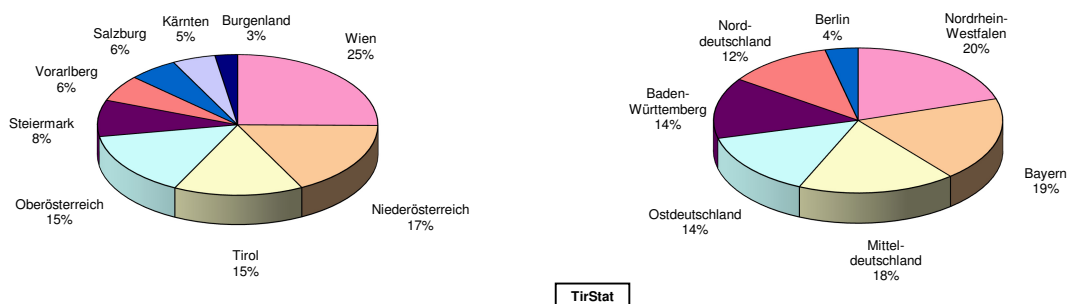 Burgenland
3%
Kärnten
5%
Salzburg
6%
Vorarlberg
6%
Steiermark
8%
Oberösterreich
15%
Tirol
15%
Niederösterreich
17%
Wien
25%
Berlin
4%
Nord-
deutschland
12%
Baden-
Württemberg
14%
Ostdeutschland
14%
Mittel-
deutschland
18%
Bayern
19%
Nordrhein-
Westfalen
20%
TirStat